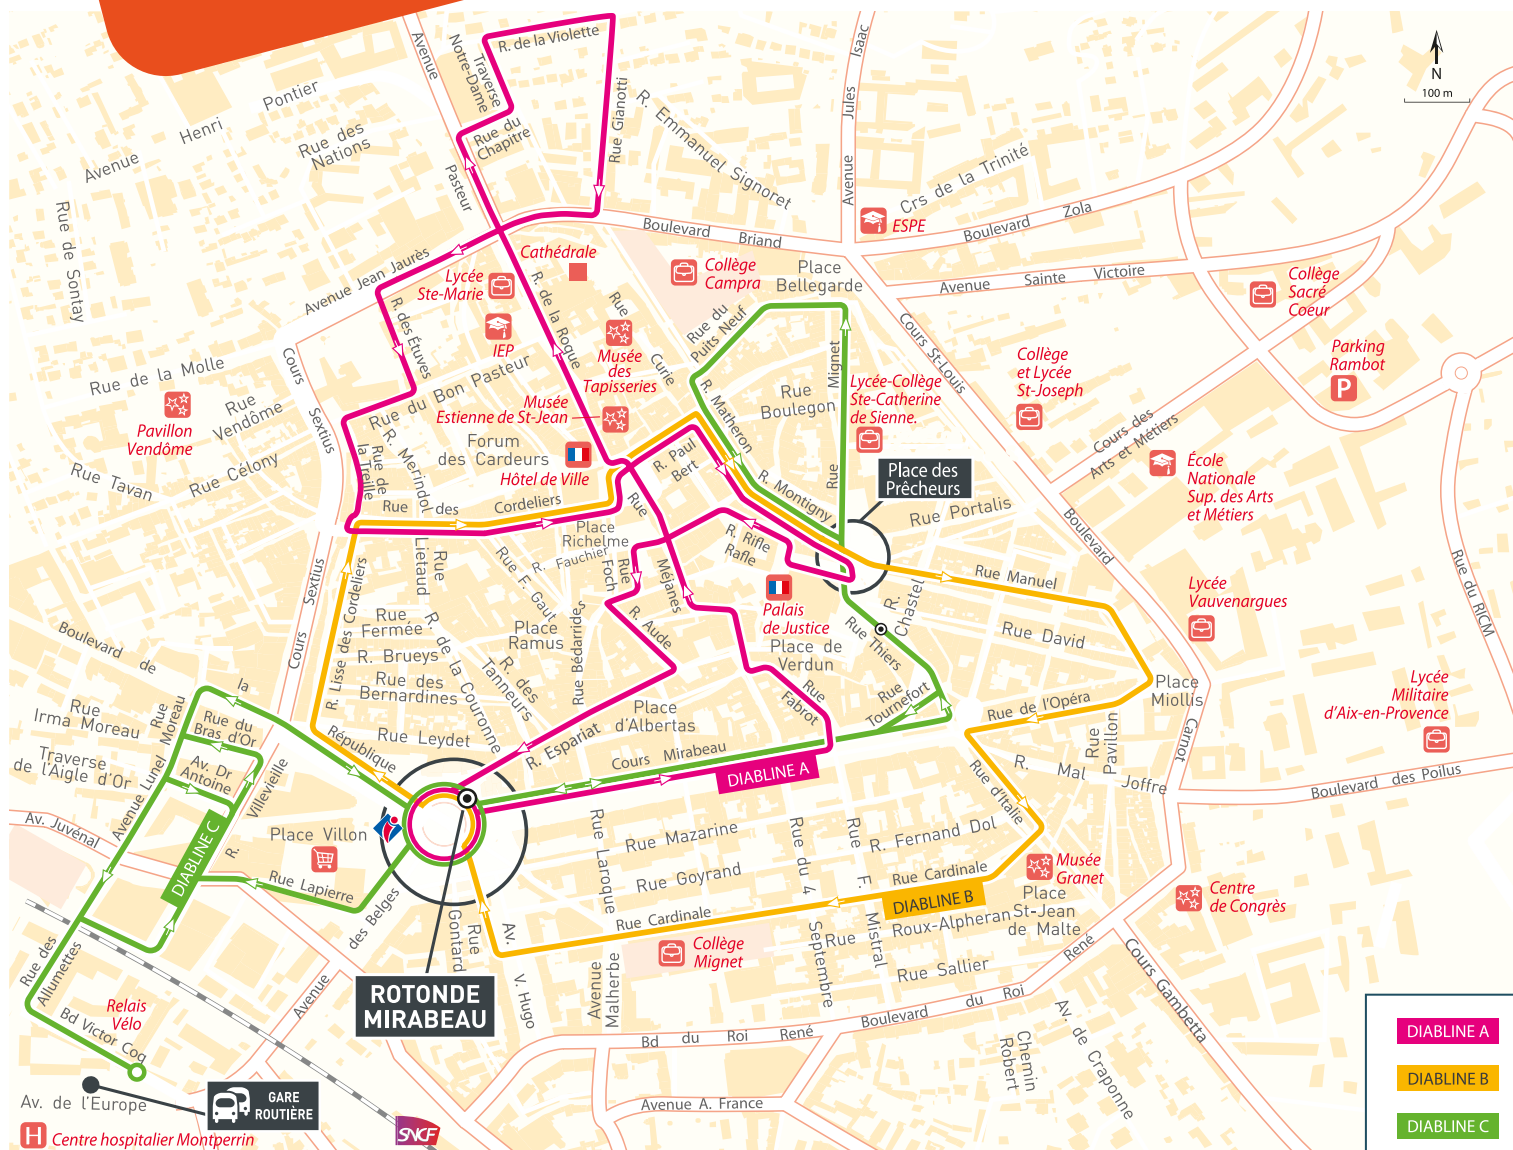 R. de la Violette
Avenue
Traverse
Notre-Dame
Rue du
Chapitre
Rue Gianotti
R. Emmanuel Signoret
Avenue Jules Isaac
N
100 m
Avenue Henri Pontier
Rue des
Nations
Pasteur
Crs de la Trinité
ESPE
Boulevard Zola
Boulevard Briand
Rue de Sontay
Avenue Jean Jaurès
Cathédrale
Lycée
Ste-Marie
Collège
Campra
Place
Bellegarde
Avenue Sainte Victoire
Collège
Sacré
Coeur
R. des Étuves
IEP
R. de la Roque
Rue
Curie
Musée
des
Tapisseries
Rue du
Puits Neuf
Mignet
Rue
Cours St-Louis
Parking
Rambot
P
Collège
et Lycée
St-Joseph
Rue de la Molle
Rue
Vendôme
Cours
Sextius
Pavillon
Vendôme
Rue du Bon Pasteur
Musée
Estienne de St-Jean
R. Matheron
Rue
Boulegon
Lycée-Collège
Ste-Catherine
de Sienne.
Cours des
Arts et Métiers
École
Nationale
Sup. des Arts
et Métiers
Rue Tavan
Rue Célony
Rue de
la Treille
R. Merindol
Forum
des Cardeurs
Hôtel de Ville
R. Paul
Bert
R. Montigny
Place des
Prêcheurs
Rue Portalis
Boulevard
Rue des Cordeliers
Place
Richelme
Rue
Méjanes
R. Rifle
Rafle
Rue
Lieutaud
Rue F. Gaut
R. Fauchier
Rue
Foch
Rue Manuel
Rue du RICM
Cours Sextius
R. Lisse des Cordeliers
Palais
de Justice
R.
Chastel
Rue David
Lycée
Vauvenargues
Boulevard de
la
République
Rue
Fermée
R. Brueys
Rue des
Bernardines
R. de la Couronne
Place
Ramus
R. des
Tanneurs
Rue Bédarrides
R. Aude
Place de
Verdun
Rue Thiers
Rue
Tournefort
Rue
Fabrot
Rue de l'Opéra
Place
Miollis
Carnot
Lycée
Militaire
d'Aix-en-Provence
Rue
Irma Moreau
Rue
Avenue Lunel Moreau
Rue du
Bras d'Or
Rue Leydet
R. Espariat
Place
d'Albertas
Cours Mirabeau
DIABLINE A
Rue
Pavillon
R. Mal Joffre
Boulevard des Poilus
Traverse
de l'Aigle d'Or
Av. Dr
Antoine
R. Villevieille
Av. Juvénal
DIABLINE C
Place Villon
Rue Lapierre
des Belges
Avenue
Rue Laroque
Rue Mazarine
Rue Goyrand
Rue du 4
Septembre
Rue
F.
Mistral
R. Fernand Dol
Rue d'Italie
Rue Cardinale
Rue Cardinale
DIABLINE B
Musée
Granet
Place
St-Jean
de Malte
Centre
de Congrès
Rue
Roux-Alpheran
Rue Sallier
Collège
Mignet
Avenue
Malherbe
Rue
Gontard
Av.
V. Hugo
ROTONDE
MIRABEAU
Rue des
Allumettes
Relais
Vélo
Bd Victor Coq
Bd du Roi René
Boulevard du Roi René
Cours Gambetta
Av. de Craponne
Chemin
Robert
Avenue A. France
Av. de l'Europe
GARE
ROUTIÈRE
H
Centre hospitalier Montperrin
SNCF
DIABLINE A
DIABLINE B
DIABLINE C